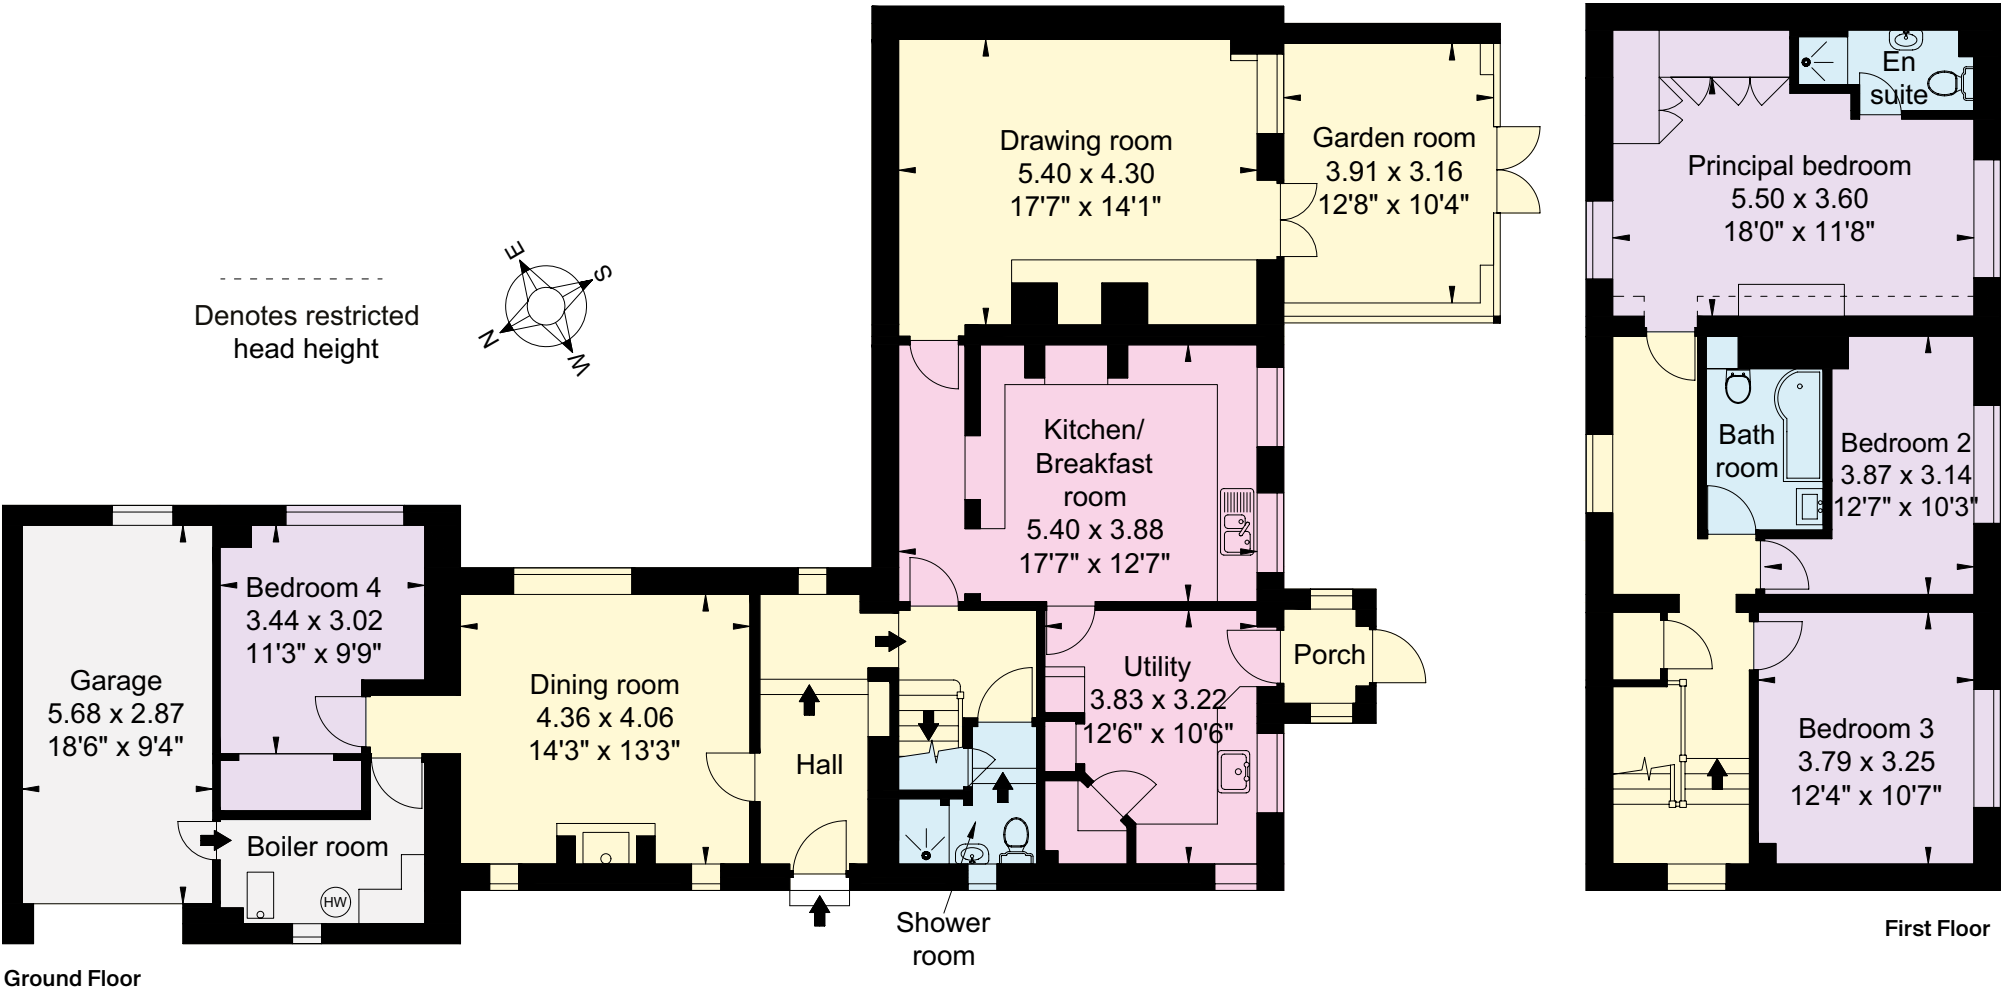 Drawing room
5.40 x 4.30
17'7" x 14'1"
Garden room
3.91 x 3.16
12'8" x 10'4"
En
suite
Principal bedroom
5.50 x 3.60
18'0" x 11'8"
E
S
N
W
Denotes restricted
head height
Kitchen/
Breakfast
room
5.40 x 3.88
17'7" x 12'7"
Bath
room
Bedroom 2
3.87 x 3.14
12'7" x 10'3"
Bedroom 4
3.44 x 3.02
11'3" x 9'9"
Garage
5.68 x 2.87
18'6" x 9'4"
Dining room
4.36 x 4.06
14'3" x 13'3"
Hall
Utility
3.83 x 3.22
12'6" x 10'6"
Porch
Bedroom 3
3.79 x 3.25
12'4" x 10'7"
Boiler room
HW
Shower
room
First Floor
Ground Floor